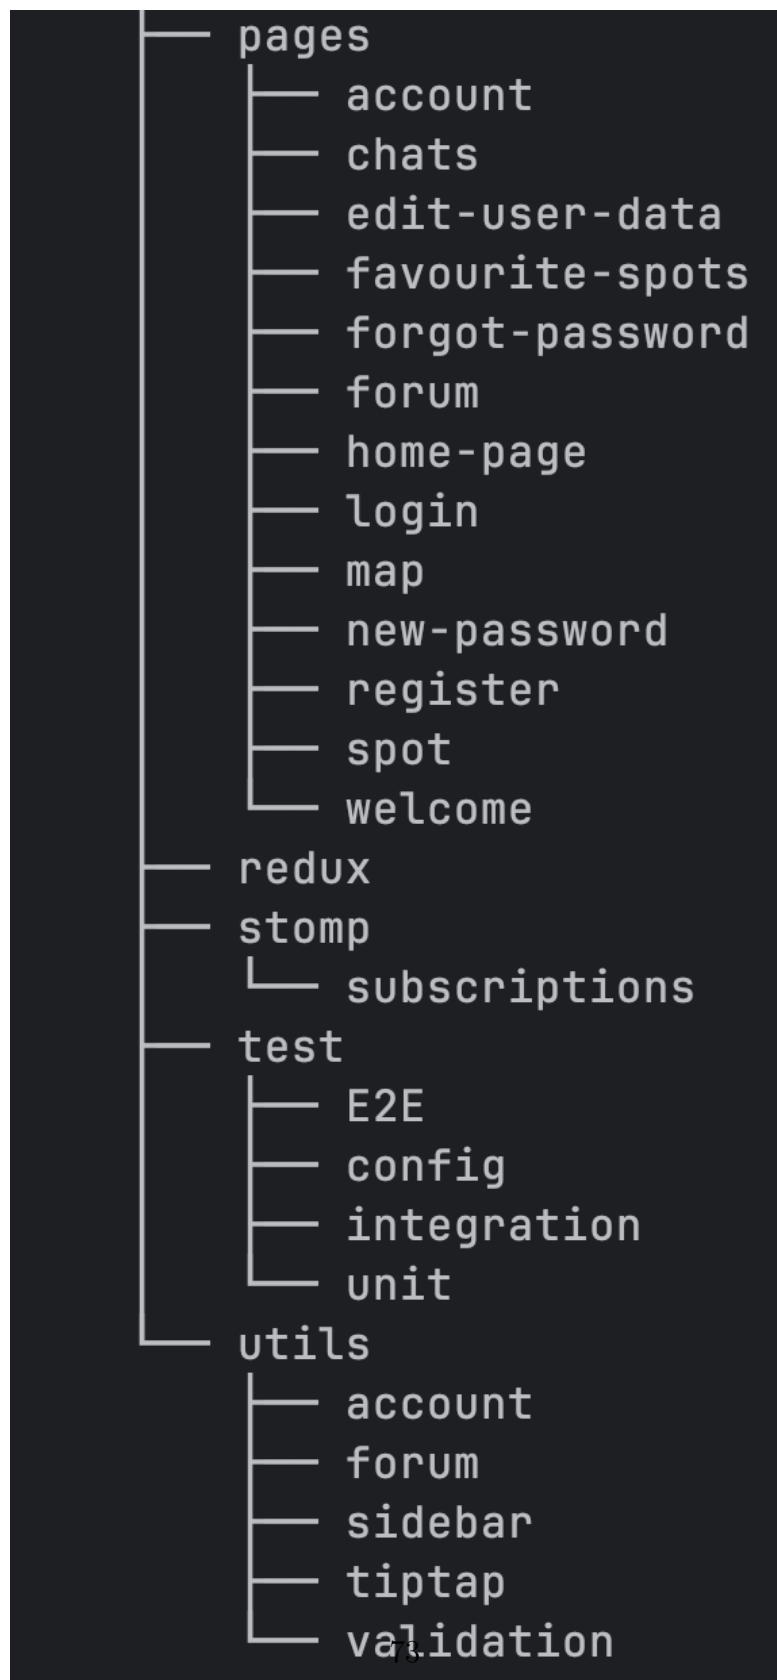 pages
account
chats
edit-user-data
favourite-spots
forgot-password
forum
home-page
login
map
new-password
register
spot
welcome
redux
stomp
subscriptions
test
E2E
config
integration
unit
utils
account
forum
sidebar
tiptap
validation
73